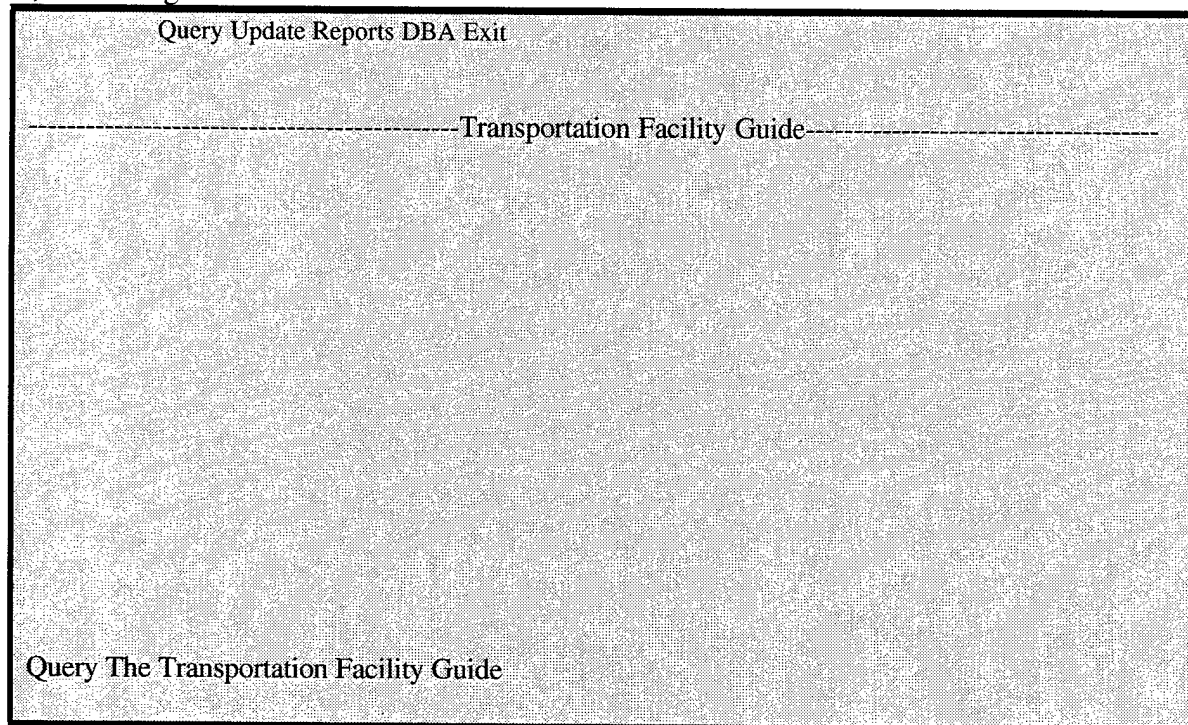 Query Update Reports DBA Exit
-------------------------------------Transportation Facility Guide------------------------------
Query The Transportation Facility Guide